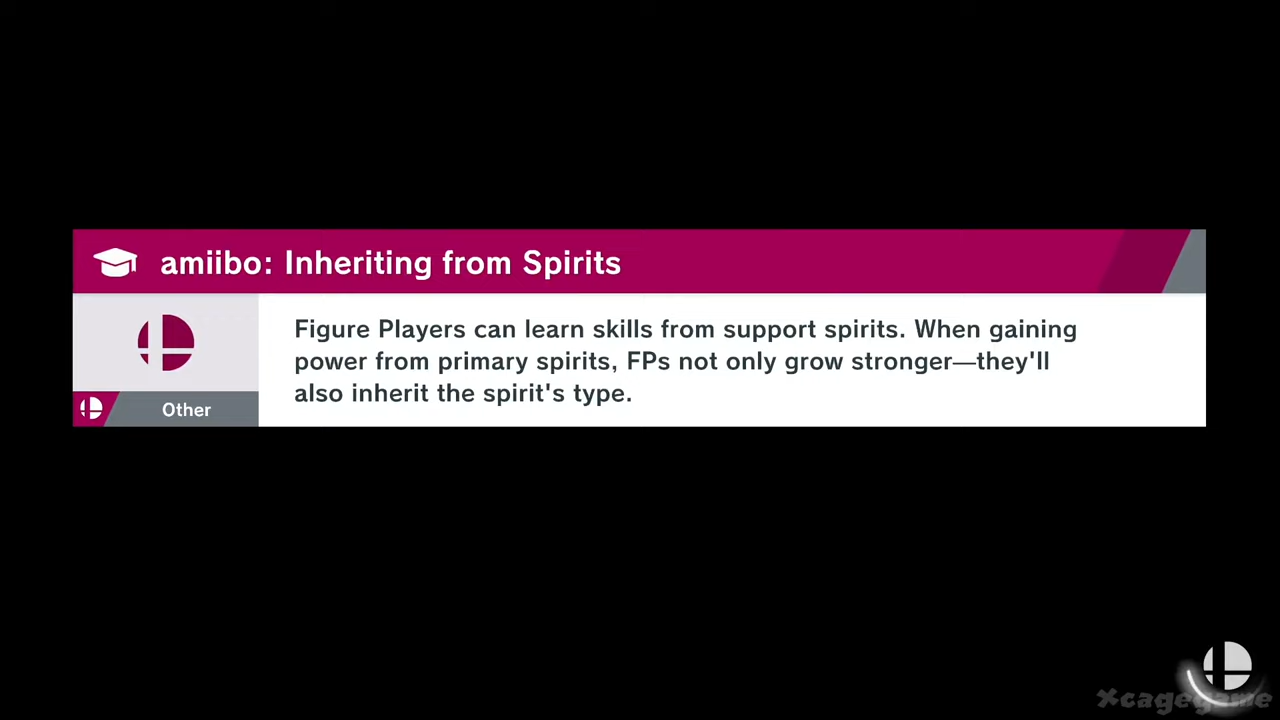 amiibo: Inheriting from Spirits
Figure Players can learn skills from support spirits. When gaining
power from primary spirits, FPs not only grow stronger—they'll
also inherit the spirit's type.
Other
Xcagegame